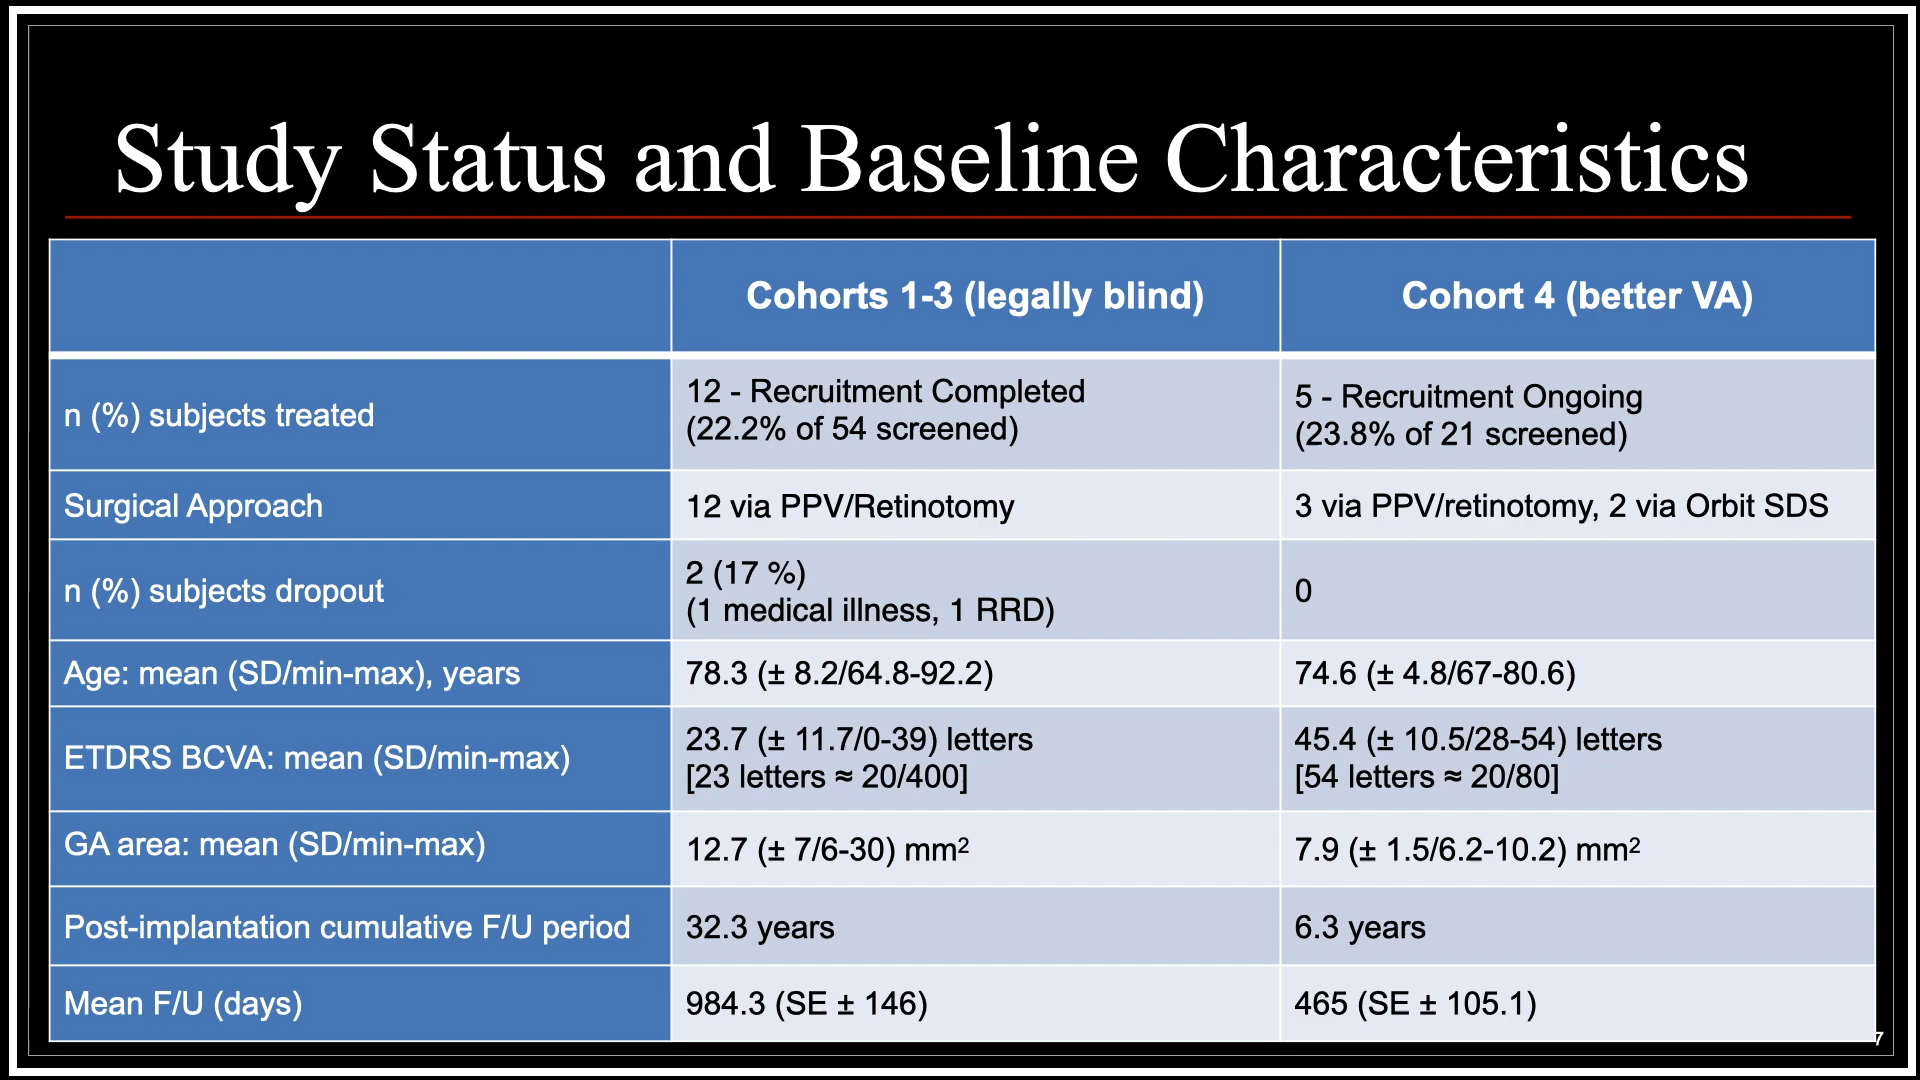 Study Status and Baseline Characteristics
Cohorts 1-3 (legally blind)
Cohort 4 (better VA)
n (%) subjects treated
12 - Recruitment Completed
(22.2% of 54 screened)
5 - Recruitment Ongoing
(23.8% of 21 screened)
Surgical Approach
12 via PPV/Retinotomy
3 via PPV/retinotomy, 2 via Orbit SDS
n (%) subjects dropout
2 (17 %)
(1 medical illness, 1 RRD)
0
Age: mean (SD/min-max), years
78.3 (± 8.2/64.8-92.2)
74.6 (± 4.8/67-80.6)
ETDRS BCVA: mean (SD/min-max)
23.7 (± 11.7/0-39) letters
[23 letters ≈ 20/400]
45.4 (± 10.5/28-54) letters
[54 letters ≈ 20/80]
GA area: mean (SD/min-max)
12.7 (± 7/6-30) mm²
7.9 (± 1.5/6.2-10.2) mm²
Post-implantation cumulative F/U period
32.3 years
6.3 years
Mean F/U (days)
984.3 (SE ± 146)
465 (SE ± 105.1)
7